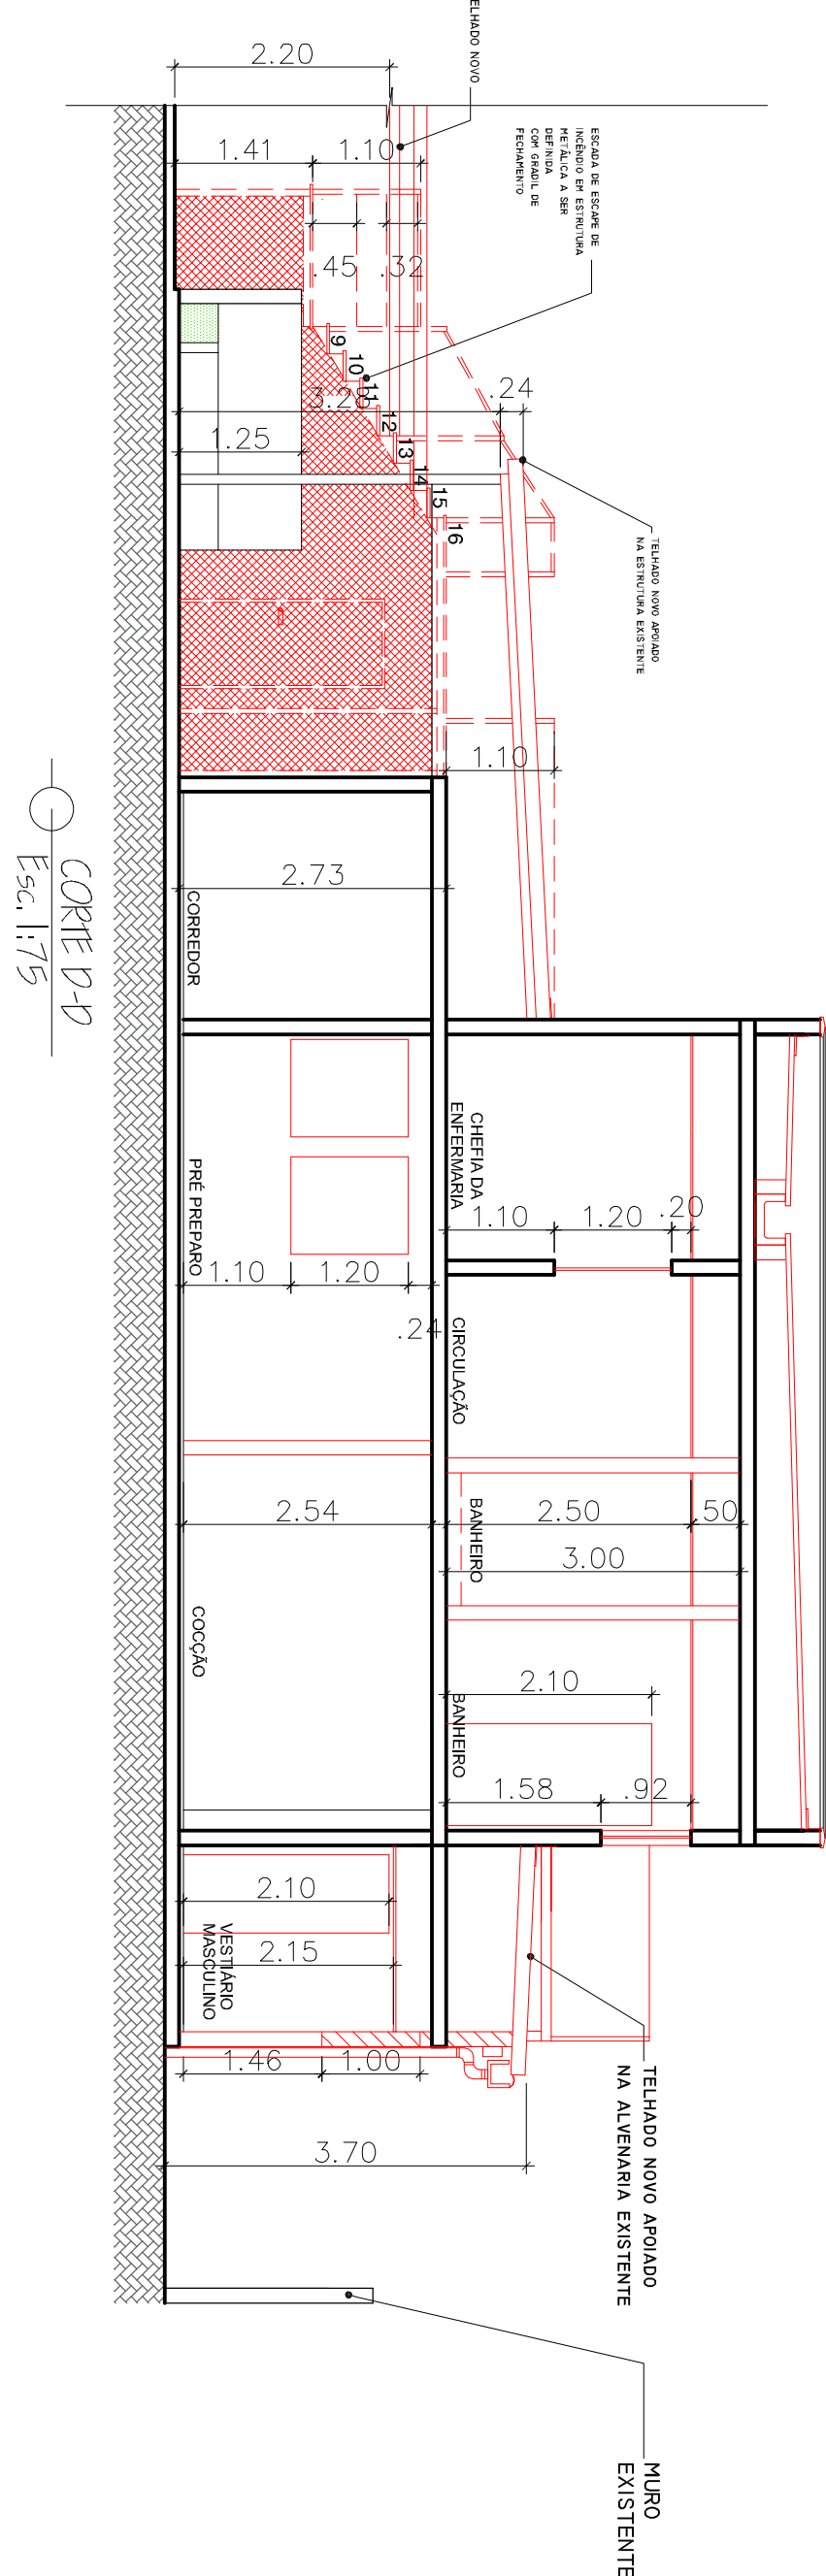 2.20
ELHADO NOVO
1.41
1.10
ESCADA DE ESCAPE DE
INCÊNDIO EM ESTRUTURA
METÁLICA A SER
DEFINIDA
COM GRADIL DE
FECHAMENTO
.45
.32
9
10
11
12
13
14
15
16
3.28
.24
1.25
TELHADO NOVO APOIADO
NA ESTRUTURA EXISTENTE
1.10
2.73
CORREDOR
CORTE D-D
Esc. 1:75
CHEFIA DA
ENFERMARIA
1.10
1.20
.20
PRÉ PREPARO
1.10
1.20
.24
CIRCULAÇÃO
2.54
2.50
.50
BANHEIRO
3.00
COCÇÃO
2.10
BANHEIRO
1.58
.92
2.10
VESTIÁRIO
MASCULINO
2.15
1.46
1.00
3.70
TELHADO NOVO APOIADO
NA ALVENARIA EXISTENTE
MURO
EXISTENTE